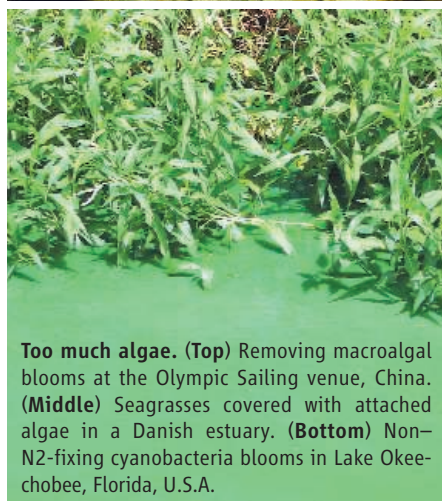 Too much algae. (Top) Removing macroalgal
blooms at the Olympic Sailing venue, China.
(Middle) Seagrasses covered with attached
algae in a Danish estuary. (Bottom) Non–
N2-fixing cyanobacteria blooms in Lake Okee-
chobee, Florida, U.S.A.